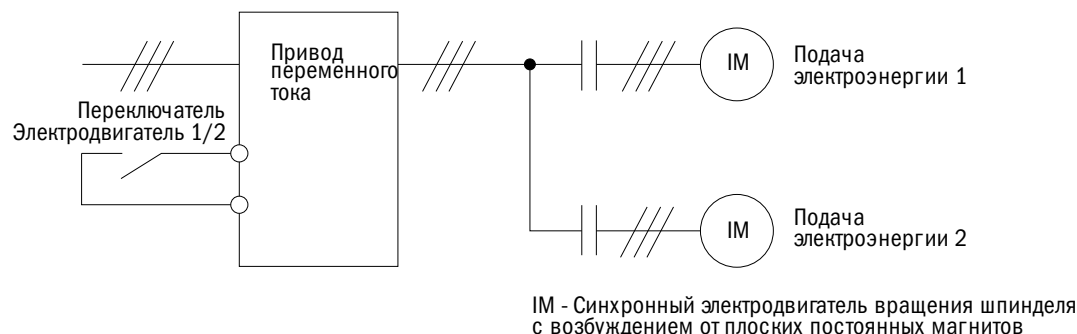 Привод
переменного
тока
IM
Подача
электроэнергии 1
Переключатель
Электродвигатель 1/2
IM
Подача
электроэнергии 2
IM - Синхронный электродвигатель вращения шпинделя
с возбуждением от плоских постоянных магнитов